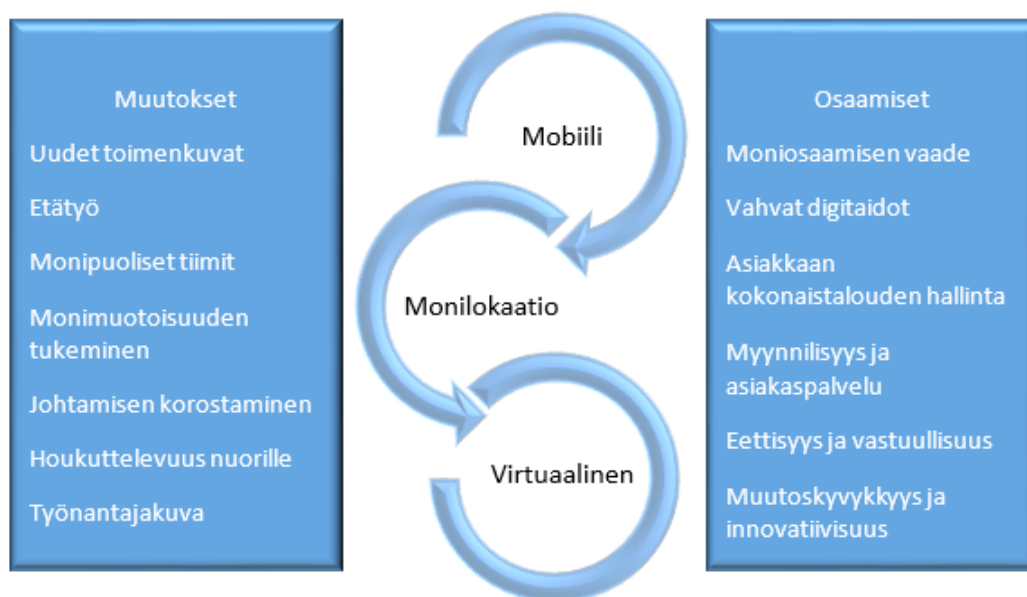 Muutokset
Uudet toimenkuvat
Etätyö
Monipuoliset tiimit
Monimuotoisuuden
tukeminen
Johtamisen korostaminen
Houkuttelevuus nuorille
Työnantajakuva
Mobiili
Monilokaatio
Virtuaalinen
Osaamiset
Moniosaamisen vaade
Vahvat digitaidot
Asiakkaan
kokonaistalouden hallinta
Myynnilisyys ja
asiakaspalvelu
Eettisyys ja vastuullisuus
Muutoskyvykkyys ja
innovatiivisuus